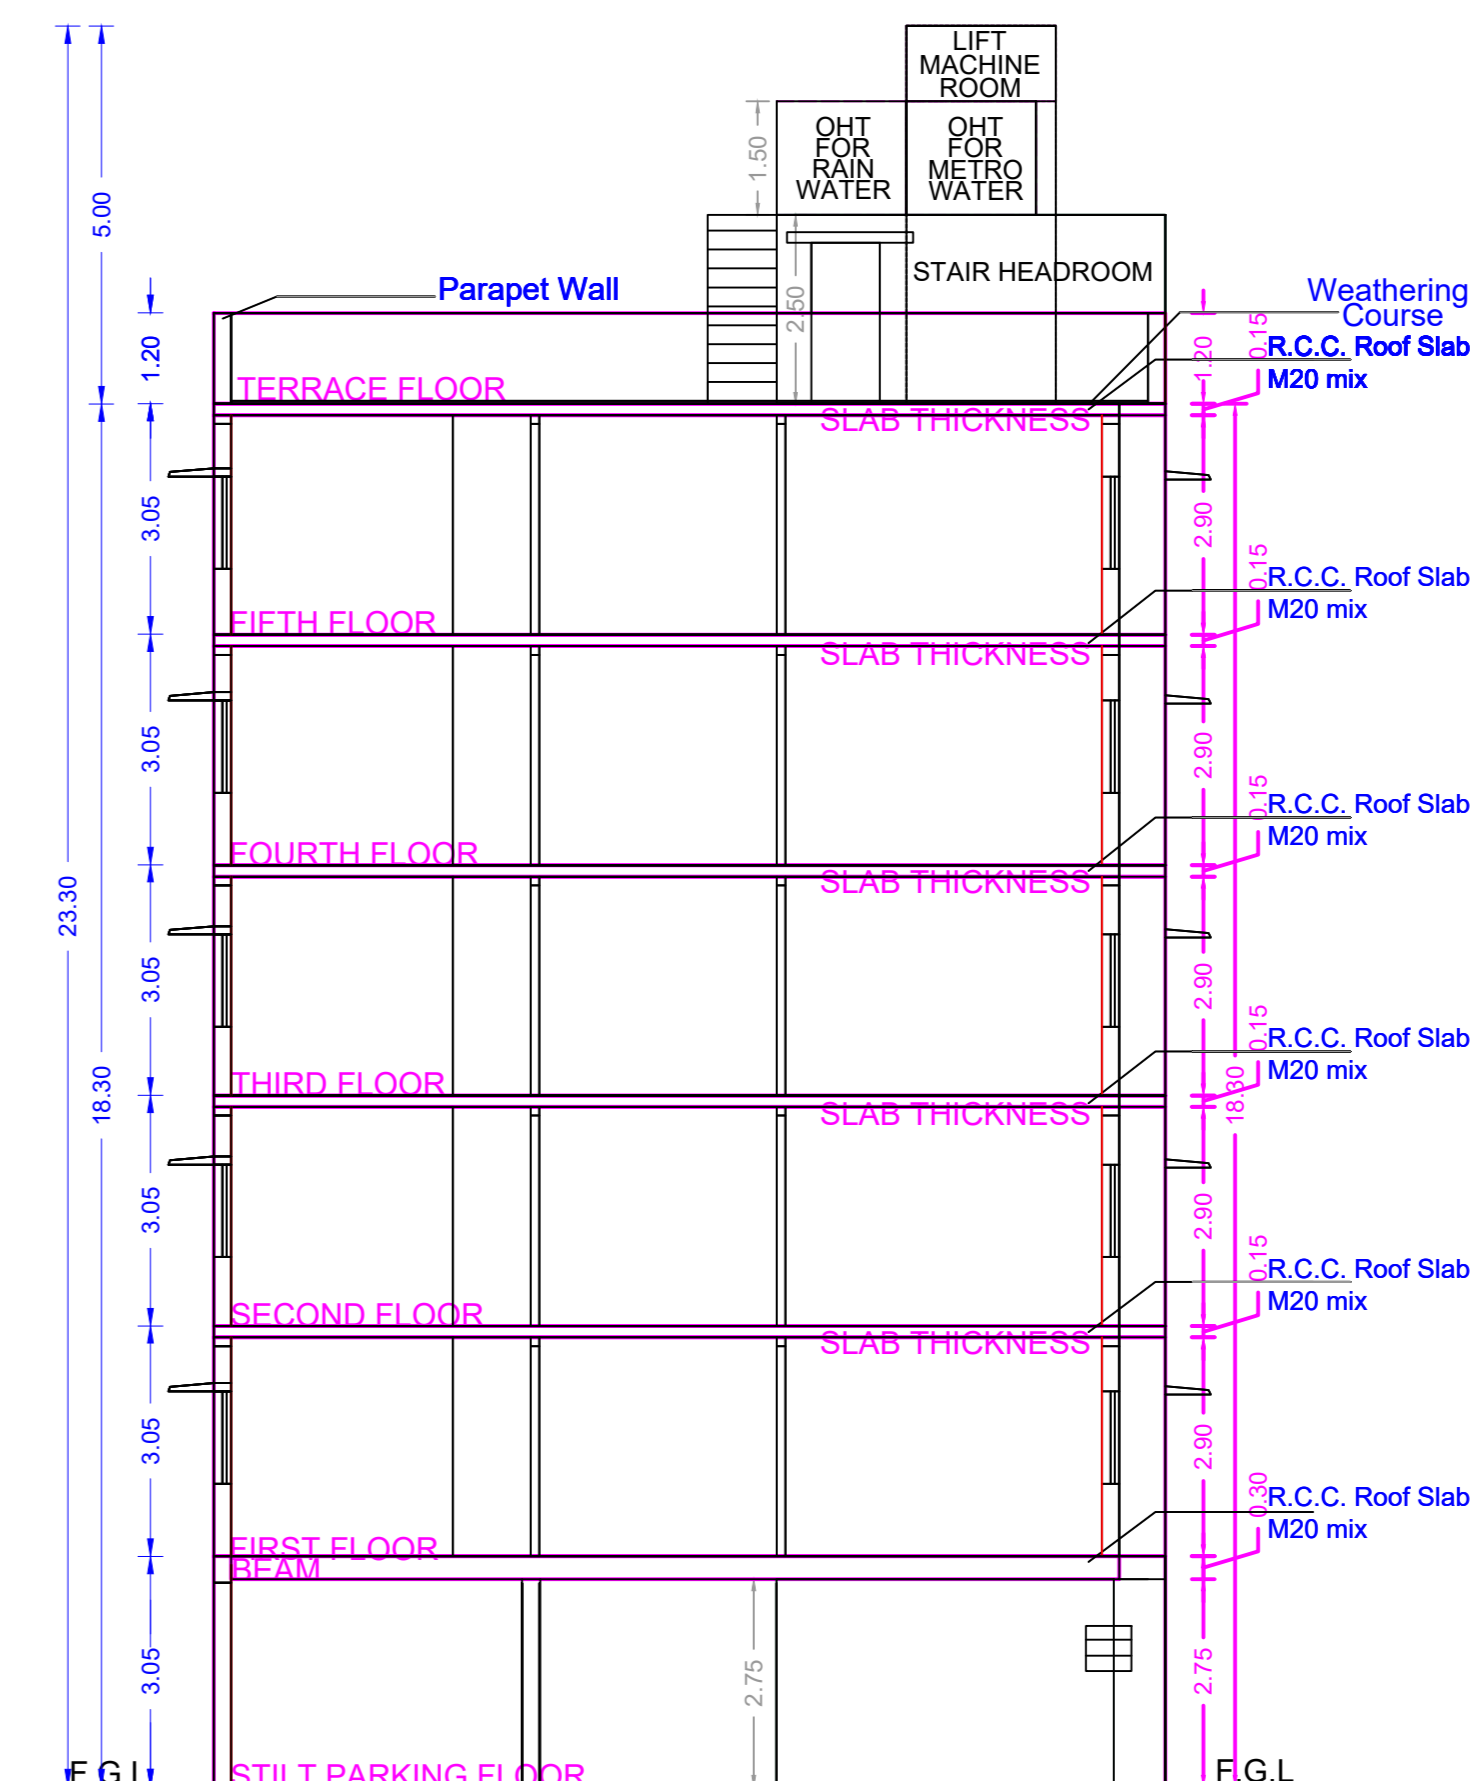 LIFT
MACHINE
ROOM
OHT
FOR
RAIN
WATER
OHT
FOR
METRO
WATER
1.50
5.00
STAIR HEADROOM
2.50
Parapet Wall
1.20
Weathering
Course
1.20
0.15
R.C.C. Roof Slab
M20 mix
TERRACE FLOOR
SLAB THICKNESS
3.05
2.90
0.15
R.C.C. Roof Slab
M20 mix
FIFTH FLOOR
SLAB THICKNESS
3.05
2.90
0.15
R.C.C. Roof Slab
M20 mix
FOURTH FLOOR
SLAB THICKNESS
23.30
3.05
2.90
0.15
R.C.C. Roof Slab
M20 mix
THIRD FLOOR
SLAB THICKNESS
18.30
18.30
3.05
2.90
0.15
R.C.C. Roof Slab
M20 mix
SECOND FLOOR
SLAB THICKNESS
3.05
2.90
0.30
R.C.C. Roof Slab
M20 mix
FIRST FLOOR
BEAM
3.05
2.75
2.75
F.G.L
STILT PARKING FLOOR
F.G.L